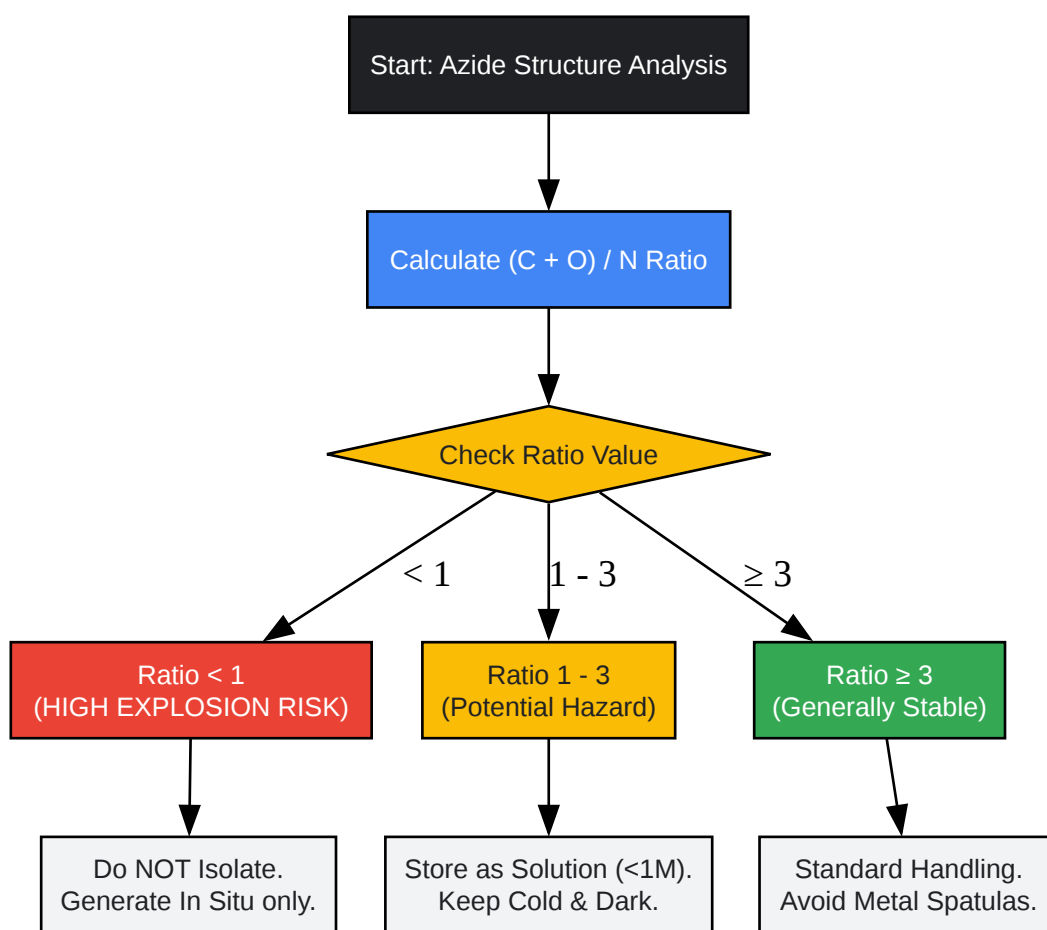 Start: Azide Structure Analysis
Calculate (C + O) / N Ratio
Check Ratio Value
< 1
1 - 3
≥ 3
Ratio < 1
(HIGH EXPLOSION RISK)
Ratio 1 - 3
(Potential Hazard)
Ratio ≥ 3
(Generally Stable)
Do NOT Isolate.
Generate In Situ only.
Store as Solution (<1M).
Keep Cold & Dark.
Standard Handling.
Avoid Metal Spatulas.